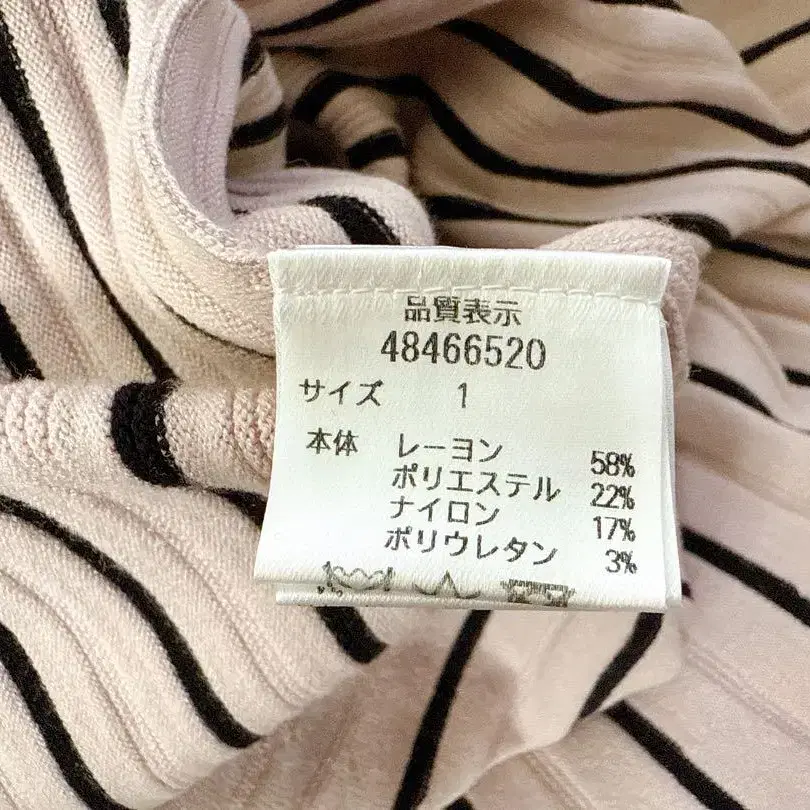 品質表示
48466520
サイズ 1
本体 レーヨン 58%
ポリエステル 22%
ナイロン 17%
ポリウレタン 3%